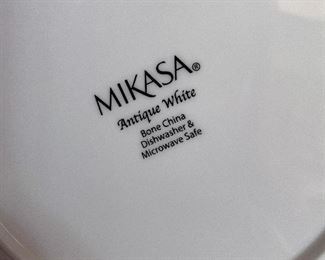 MIKASA®
Antique White
Bone China
Dishwasher &
Microwave Safe